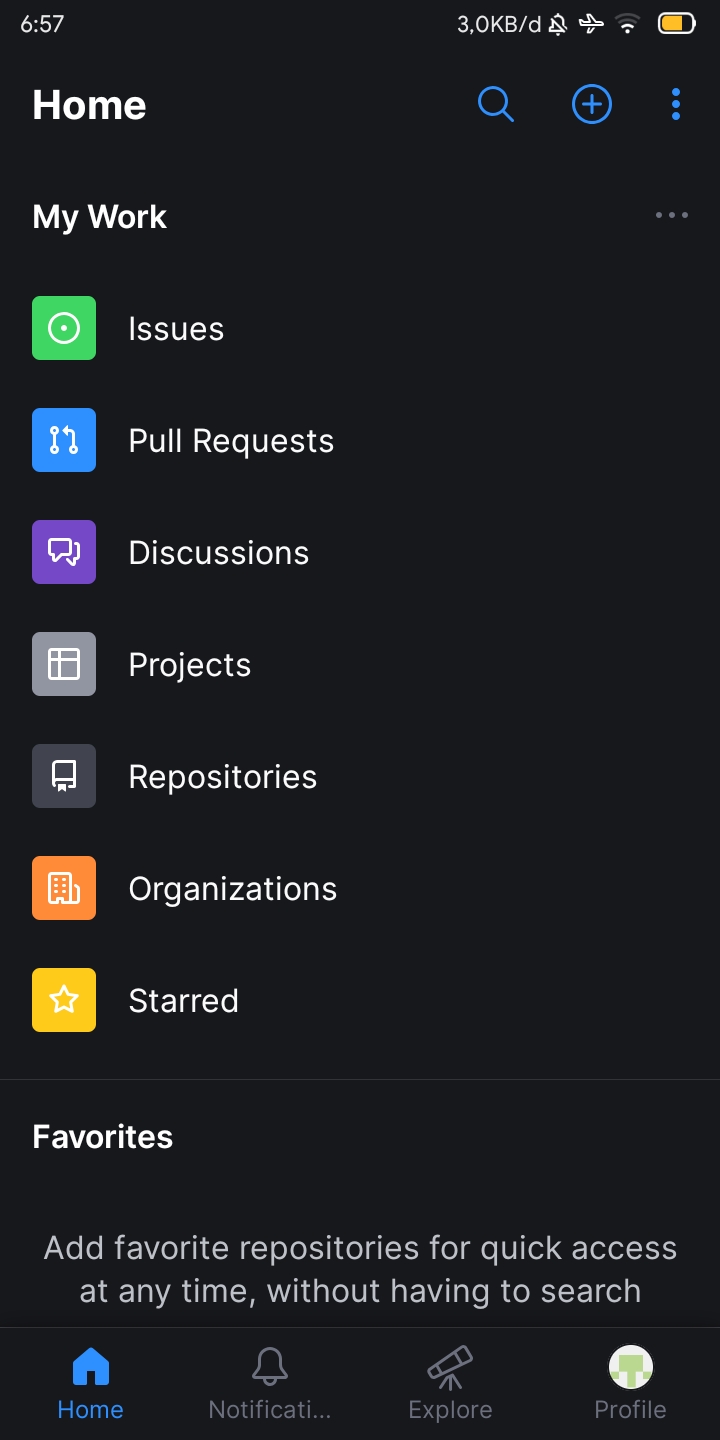 6:57 3,0KB/d
Home
My Work
Issues
Pull Requests
Discussions
Projects
Repositories
Organizations
Starred
Favorites
Add favorite repositories for quick access
at any time, without having to search
Home Notificati... Explore Profile